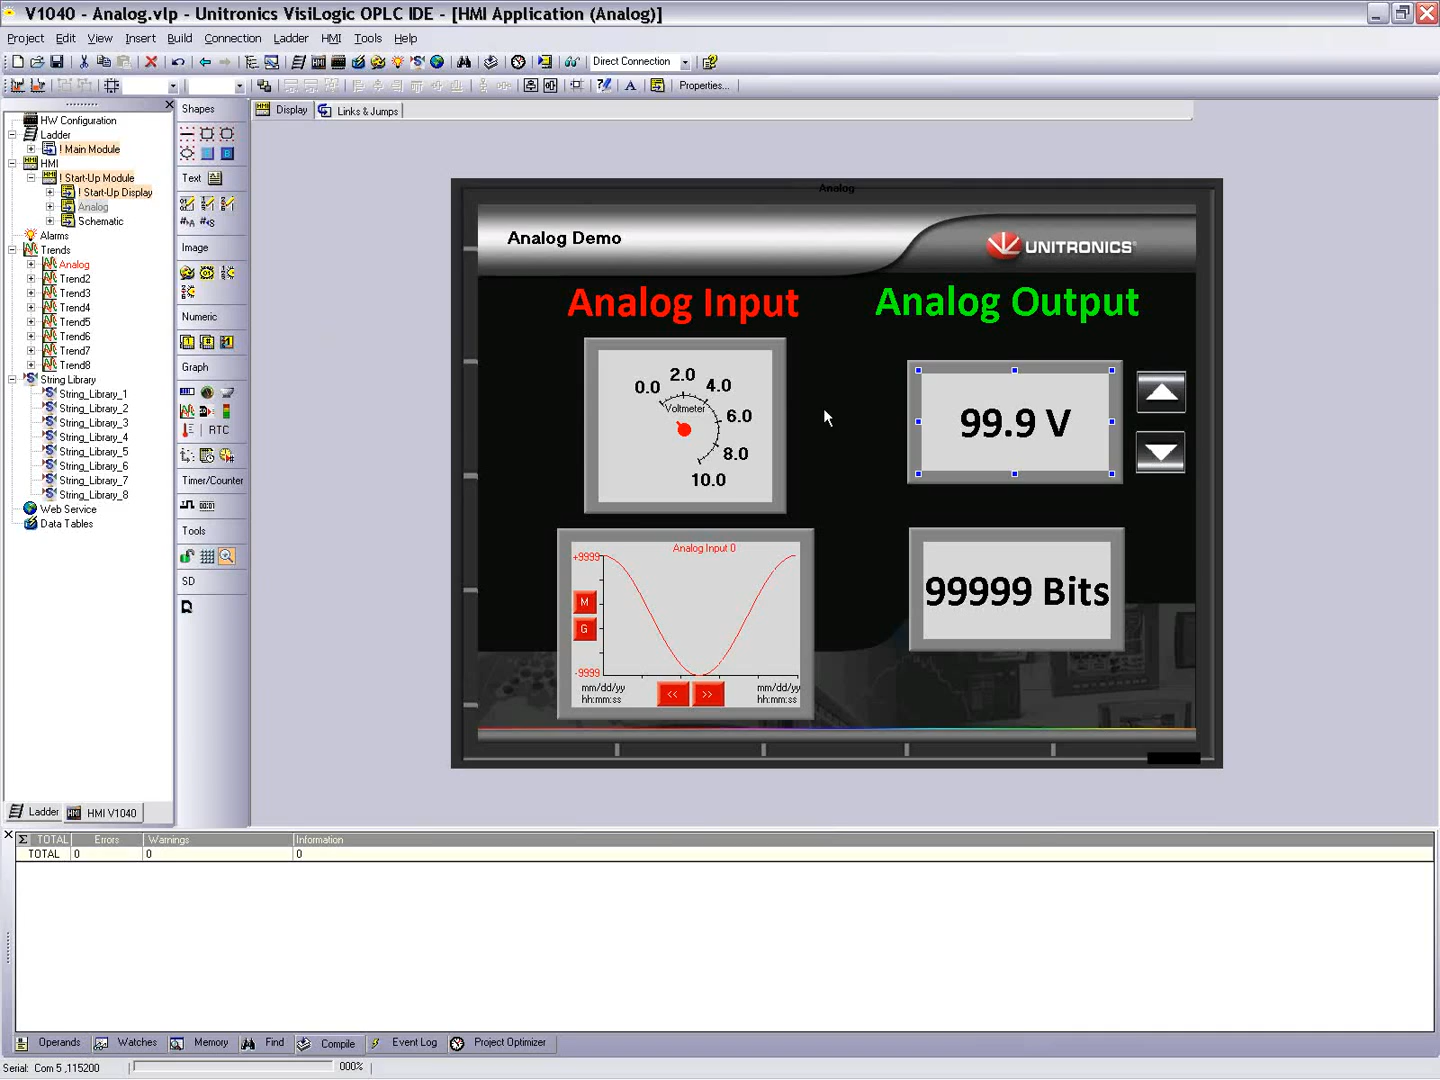 V1040 - Analog.vlp - Unitronics VisiLogic OPLC IDE - [HMI Application (Analog)]
Project Edit View Insert Build Connection Ladder HMI Tools Help
Direct Connection
Properties...
HW Configuration
Ladder
! Main Module
HMI
! Start-Up Module
! Start-Up Display
Analog
Schematic
Alarms
Trends
Analog
Trend2
Trend3
Trend4
Trend5
Trend6
Trend7
Trend8
String Library
String_Library_1
String_Library_2
String_Library_3
String_Library_4
String_Library_5
String_Library_6
String_Library_7
String_Library_8
Web Service
Data Tables
Ladder HMI V1040
Shapes
Text
Image
Numeric
Graph
RTC
Timer/Counter
Tools
SD
Display Links & Jumps
Analog
Analog Demo
UNITRONICS
Analog Input Analog Output
0.0 2.0 4.0 6.0 8.0 10.0
Voltmeter
99.9 V
Analog Input 0
+9999
M
G
-9999
mm/dd/yy
hh:mm:ss
<< >>
mm/dd/yy
hh:mm:ss
99999 Bits
Σ TOTAL Errors Warnings Information
TOTAL 0 0 0
Operands Watches Memory Find Compile Event Log Project Optimizer
Serial: Com 5 ,115200 000%